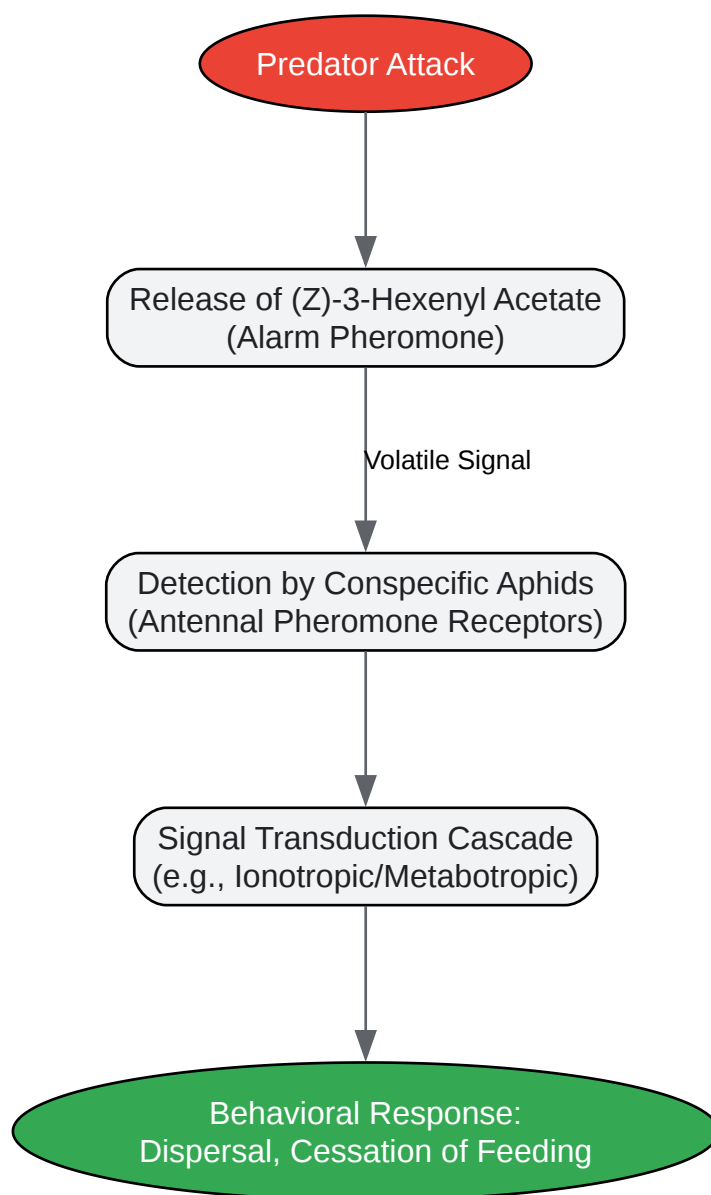 Predator Attack
Release of (Z)-3-Hexenyl Acetate
(Alarm Pheromone)
Volatile Signal
Detection by Conspecific Aphids
(Antennal Pheromone Receptors)
Signal Transduction Cascade
(e.g., Ionotropic/Metabotropic)
Behavioral Response:
Dispersal, Cessation of Feeding